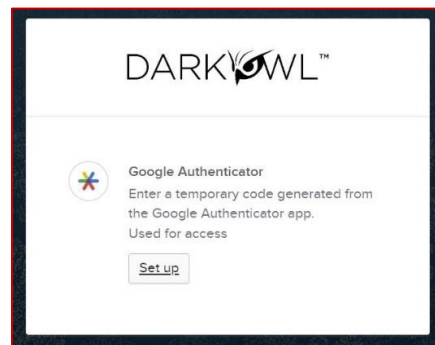 DARKOWL™
Google Authenticator
Enter a temporary code generated from
the Google Authenticator app.
Used for access
Set up